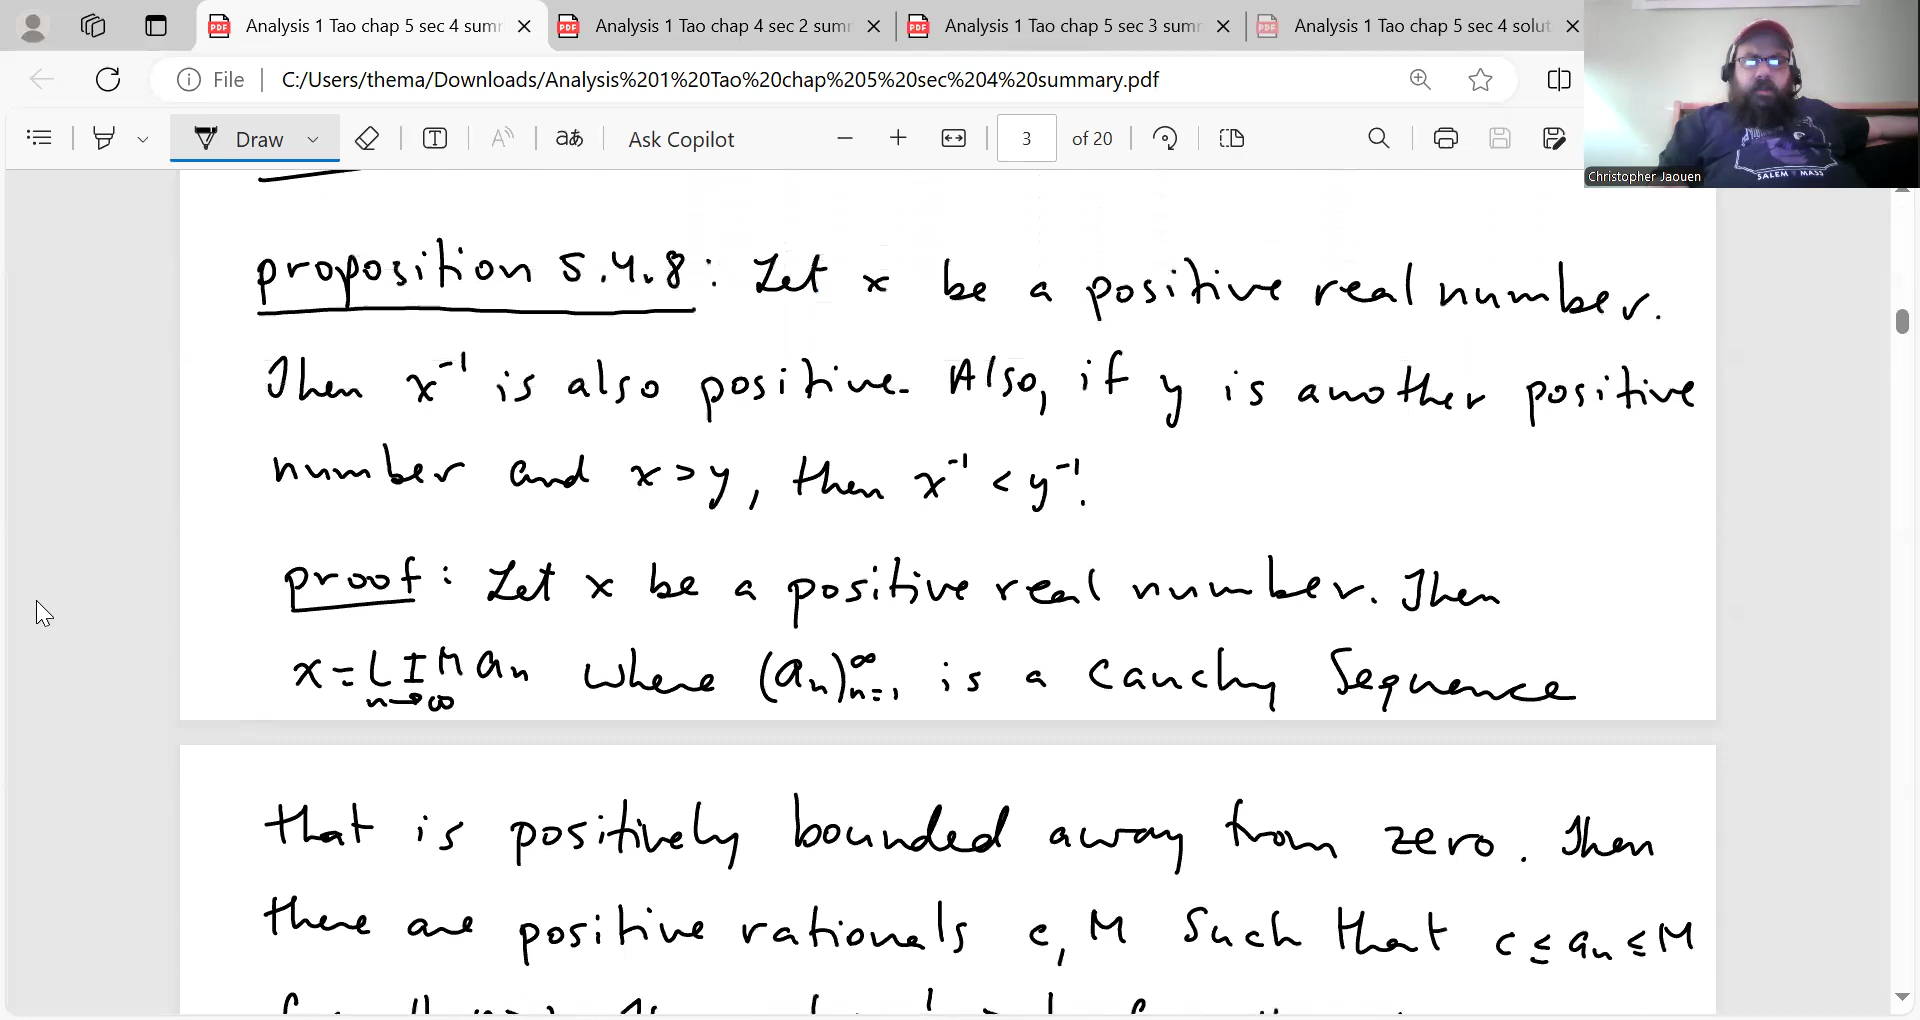 Analysis 1 Tao chap 5 sec 4 sum
Analysis 1 Tao chap 4 sec 2 sum
Analysis 1 Tao chap 5 sec 3 sum
Analysis 1 Tao chap 5 sec 4 solut
File
C:/Users/thema/Downloads/Analysis%201%20Tao%20chap%205%20sec%204%20summary.pdf
Draw
Ask Copilot
3 of 20
Christopher Jaouen
SALEM MASS
proposition 5.4.8: Let x be a positive real number.
Then x⁻¹ is also positive. Also, if y is another positive
number and x > y, then x⁻¹ < y⁻¹.
proof: Let x be a positive real number. Then
x = LIM n→∞ aₙ where (aₙ)∞ n=1 is a Cauchy Sequence
that is positively bounded away from zero. Then
there are positive rationals c, M Such that c ≤ aₙ ≤ M